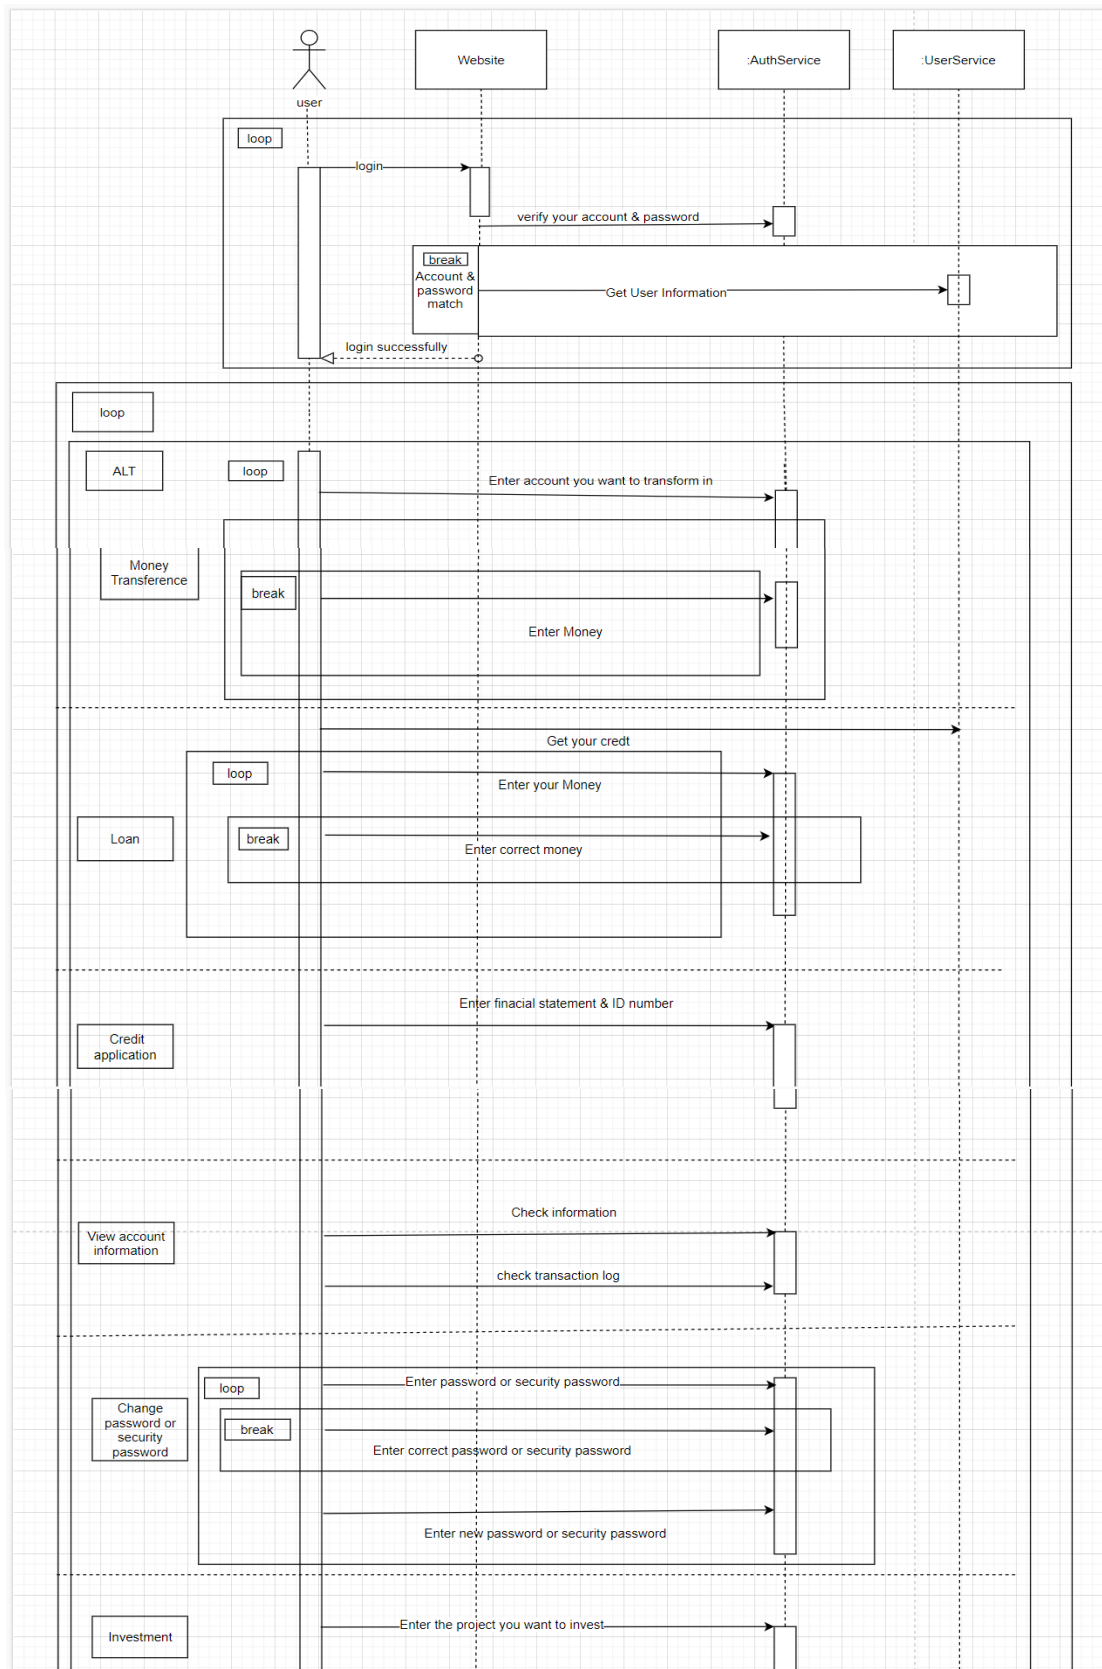 user
Website
:AuthService
:UserService
loop
login
verify your account & password
break
Account &
password
match
Get User Information
login successfully
loop
ALT
loop
Enter account you want to transform in
Money
Transference
break
Enter Money
Get your credt
loop
Enter your Money
Loan
break
Enter correct money
Enter finacial statement & ID number
Credit
application
Check information
View account
information
check transaction log
loop
Enter password or security password
Change
password or
security
password
break
Enter correct password or security password
Enter new password or security password
Enter the project you want to invest
Investment